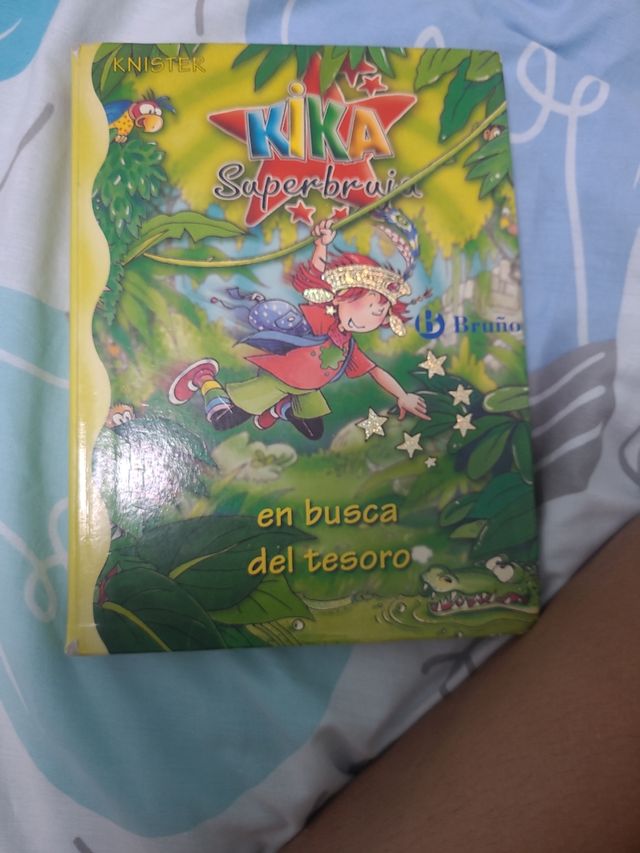 KNISTER
KIKA
Superbruja
Bruño
en busca
del tesoro